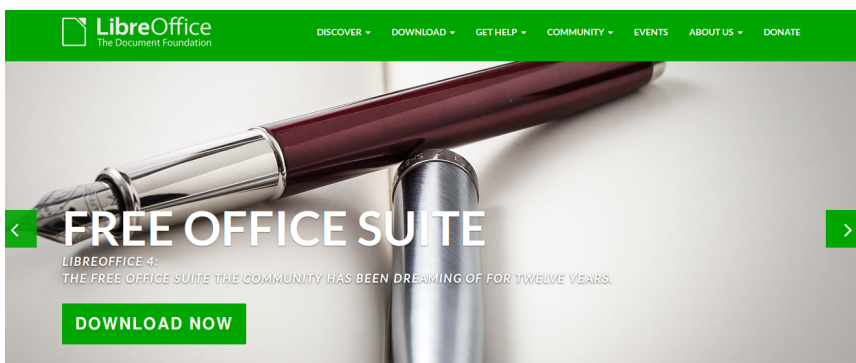 LibreOffice
The Document Foundation
DISCOVER DOWNLOAD GET HELP COMMUNITY EVENTS ABOUT US DONATE
FREE OFFICE SUITE
LIBREOFFICE 4:
THE FREE OFFICE SUITE THE COMMUNITY HAS BEEN DREAMING OF FOR TWELVE YEARS.
DOWNLOAD NOW